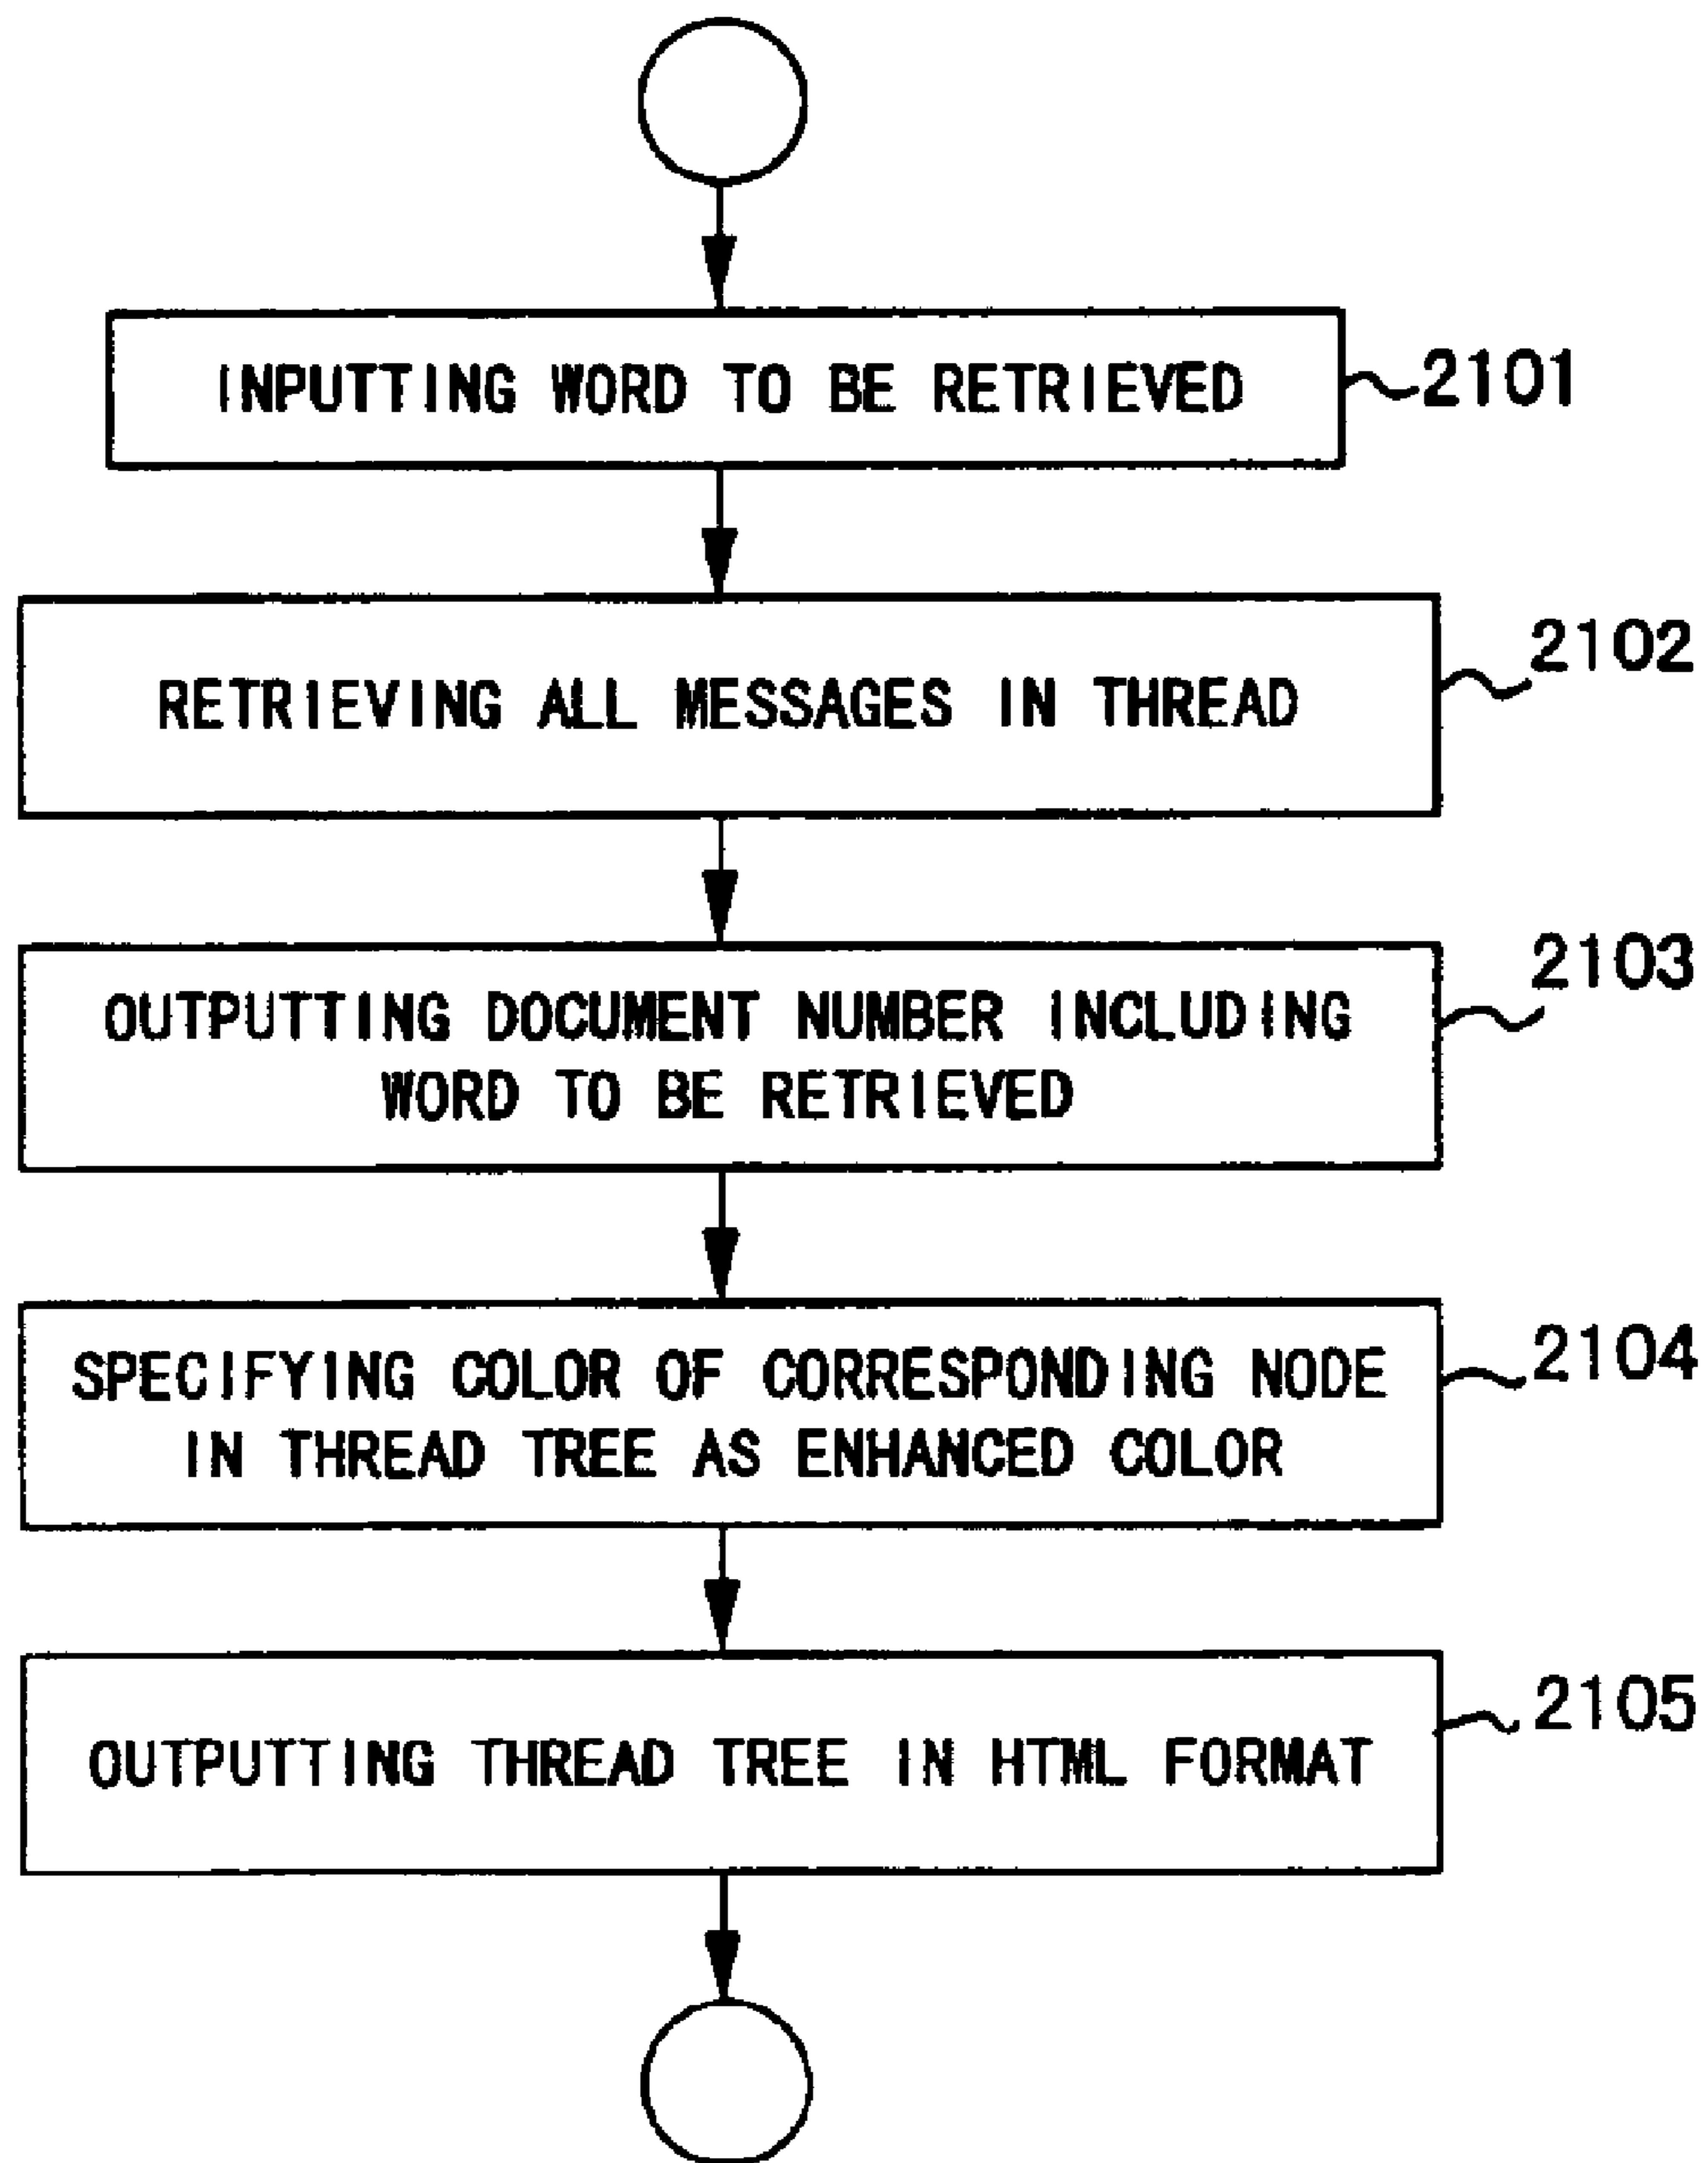 INPUTTING WORD TO BE RETRIEVED
2101
RETRIEVING ALL MESSAGES IN THREAD
2102
OUTPUTTING DOCUMENT NUMBER INCLUDING
WORD TO BE RETRIEVED
2103
SPECIFYING COLOR OF CORRESPONDING NODE
IN THREAD TREE AS ENHANCED COLOR
2104
OUTPUTTING THREAD TREE IN HTML FORMAT
2105